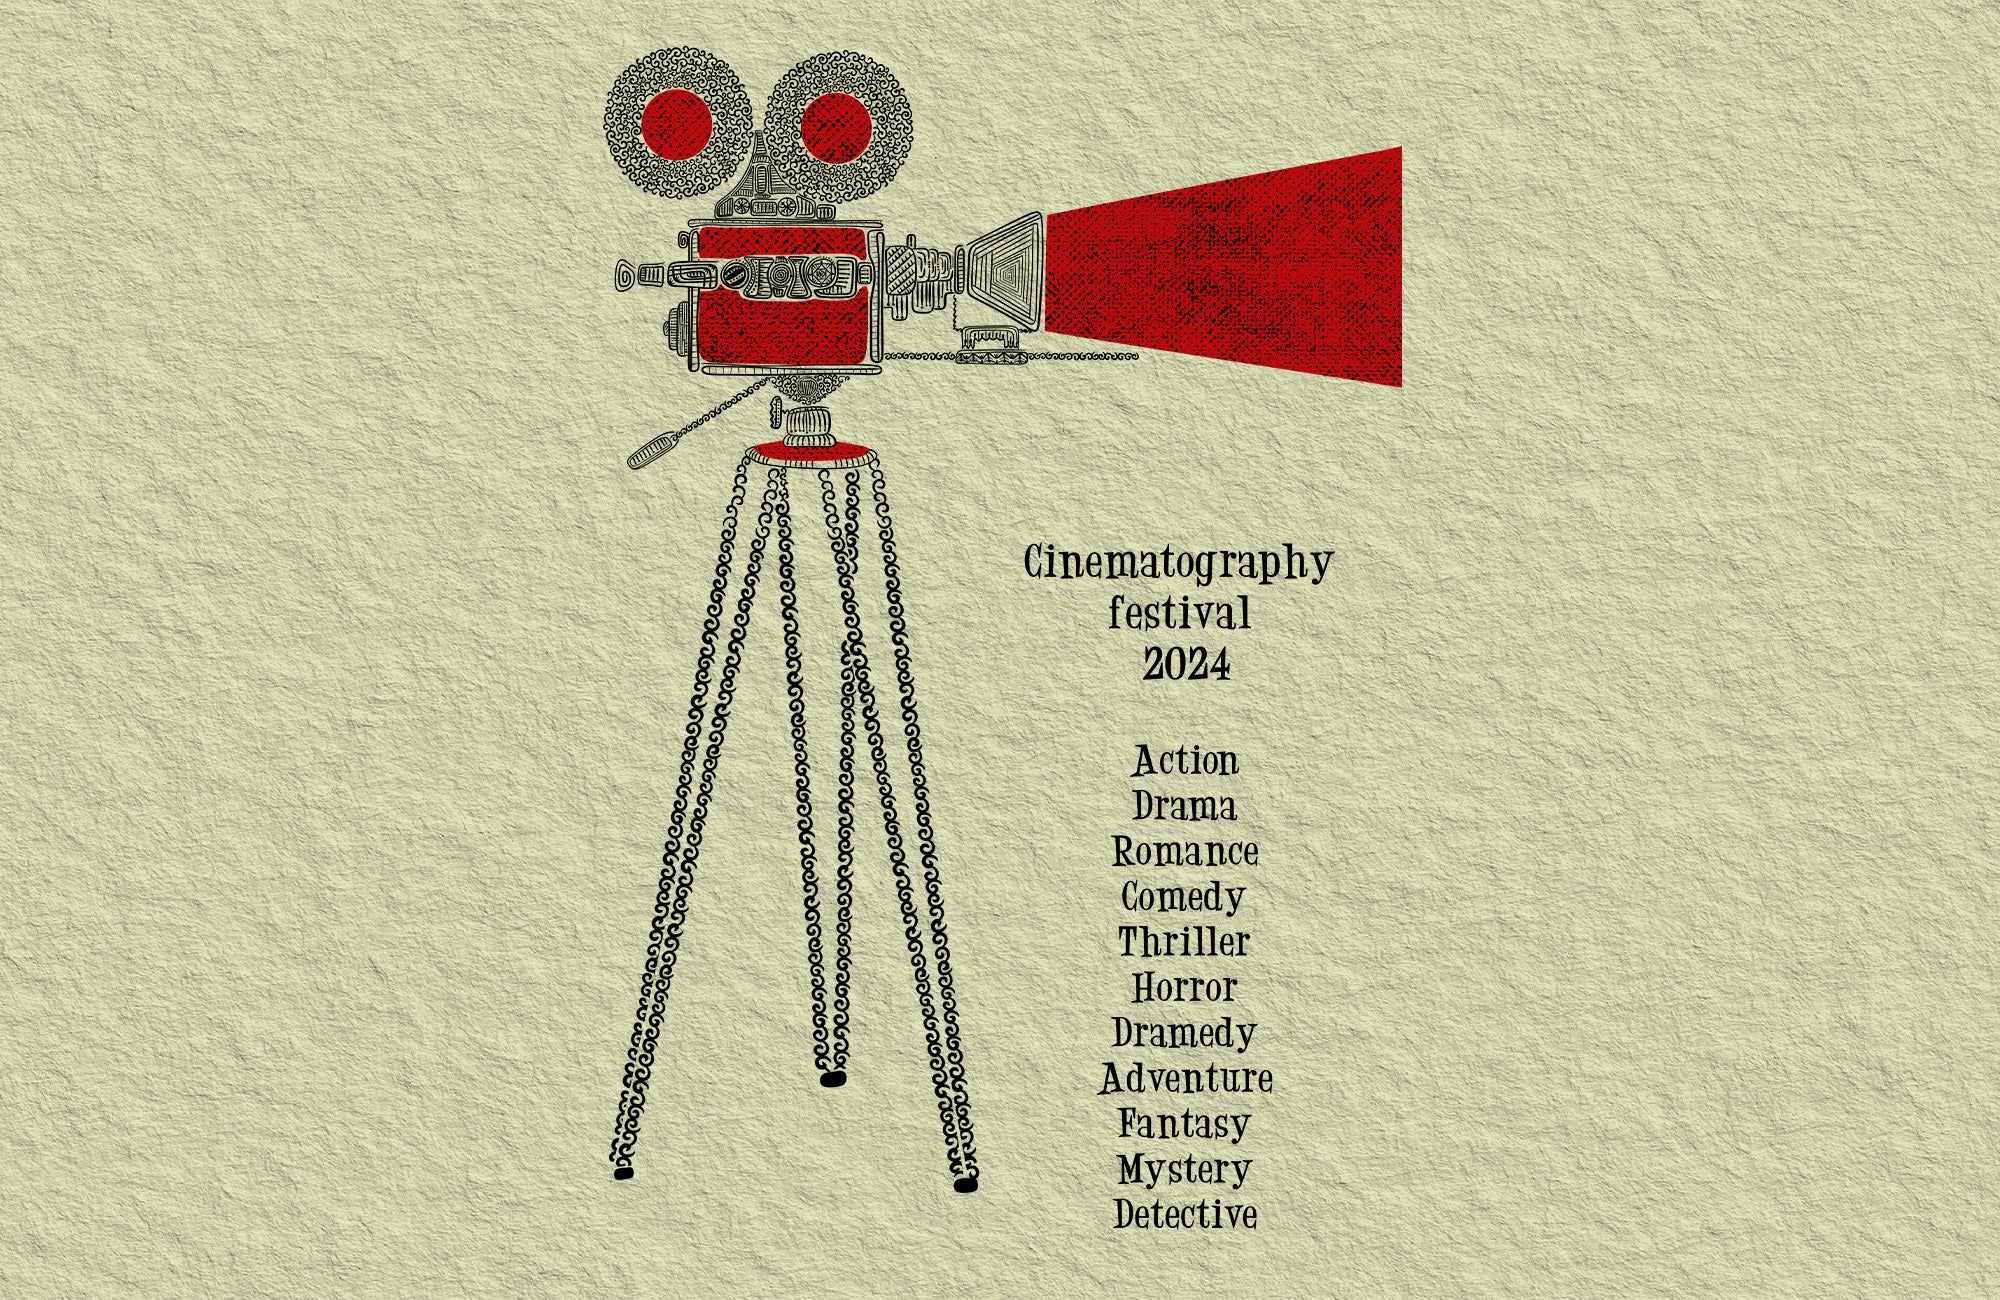 Cinematography
festival
2024
Action
Drama
Romance
Comedy
Thriller
Horror
Dramedy
Adventure
Fantasy
Mystery
Detective